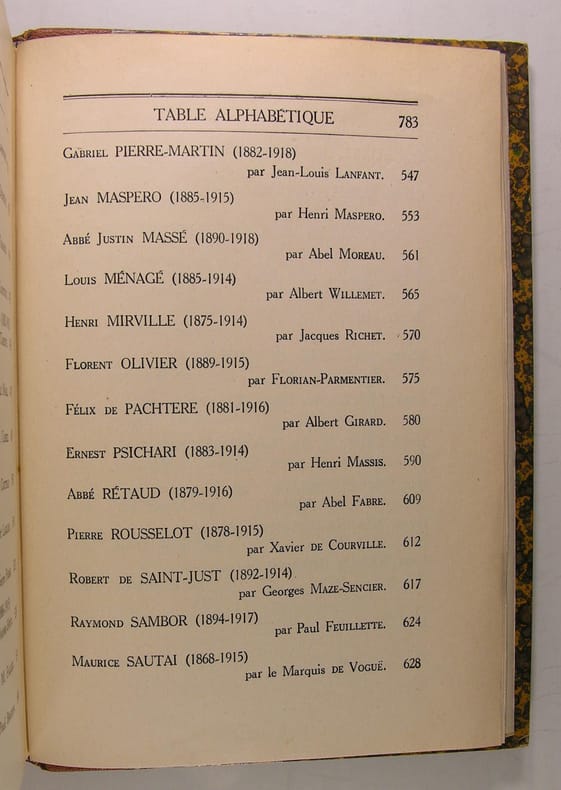 TABLE ALPHABÉTIQUE 783
Gabriel PIERRE-MARTIN (1882-1918)
par Jean-Louis Lanfant. 547
Jean MASPERO (1885-1915)
par Henri Maspero. 553
Abbé Justin MASSÉ (1890-1918)
par Abel Moreau. 561
Louis MÉNAGÉ (1885-1914)
par Albert Willemet. 565
Henri MIRVILLE (1875-1914)
par Jacques Richet. 570
Florent OLIVIER (1889-1915)
par Florian-Parmentier. 575
Félix de PACHTERE (1881-1916)
par Albert Girard. 580
Ernest PSICHARI (1883-1914)
par Henri Massis. 590
Abbé RÉTAUD (1879-1916)
par Abel Fabre. 609
Pierre ROUSSELOT (1878-1915)
par Xavier de Courville. 612
Robert de SAINT-JUST (1892-1914)
par Georges Maze-Sencier. 617
Raymond SAMBOR (1894-1917)
par Paul Feuillette. 624
Maurice SAUTAI (1868-1915)
par le Marquis de Voguë. 628